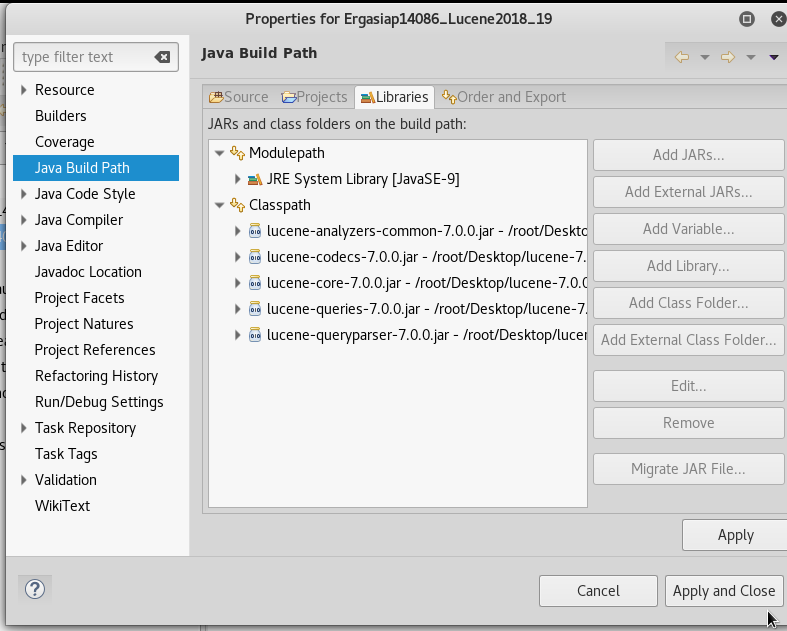 Properties for Ergasiap14086_Lucene2018_19
type filter text
Resource
Builders
Coverage
Java Build Path
Java Code Style
Java Compiler
Java Editor
Javadoc Location
Project Facets
Project Natures
Project References
Refactoring History
Run/Debug Settings
Task Repository
Task Tags
Validation
WikiText
Java Build Path
Source Projects Libraries Order and Export
JARs and class folders on the build path:
Modulepath
JRE System Library [JavaSE-9]
Classpath
lucene-analyzers-common-7.0.0.jar - /root/Deskto
lucene-codecs-7.0.0.jar - /root/Desktop/lucene-7.
lucene-core-7.0.0.jar - /root/Desktop/lucene-7.0.0
lucene-queries-7.0.0.jar - /root/Desktop/lucene-7.
lucene-queryparser-7.0.0.jar - /root/Desktop/lucen
Add JARs...
Add External JARs...
Add Variable...
Add Library...
Add Class Folder...
Add External Class Folder...
Edit...
Remove
Migrate JAR File...
Apply
Cancel
Apply and Close